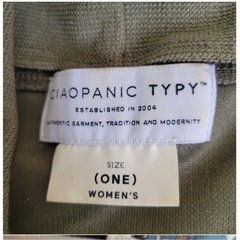 CIAOPANIC TYPY™
ESTABLISHED IN 2004
AUTHENTIC GARMENT, TRADITION AND MODERNITY
SIZE.
(ONE)
WOMEN'S